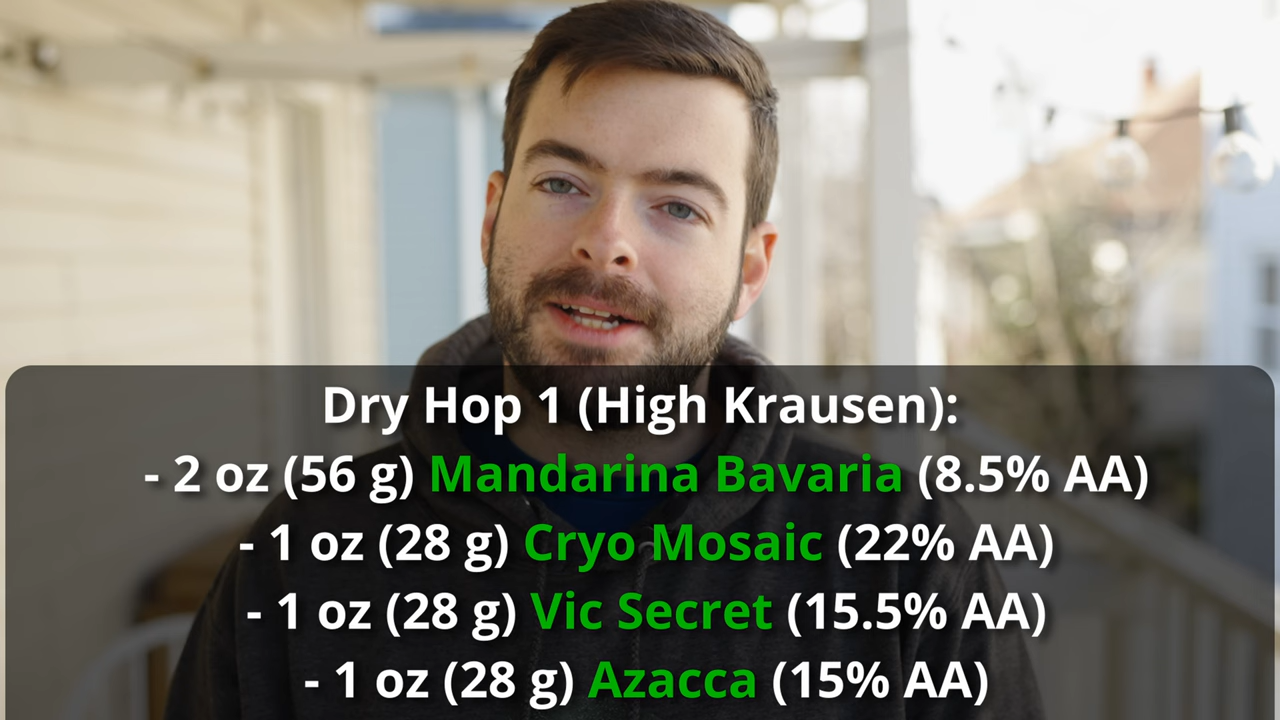 Dry Hop 1 (High Krausen):
- 2 oz (56 g) Mandarina Bavaria (8.5% AA)
- 1 oz (28 g) Cryo Mosaic (22% AA)
- 1 oz (28 g) Vic Secret (15.5% AA)
- 1 oz (28 g) Azacca (15% AA)